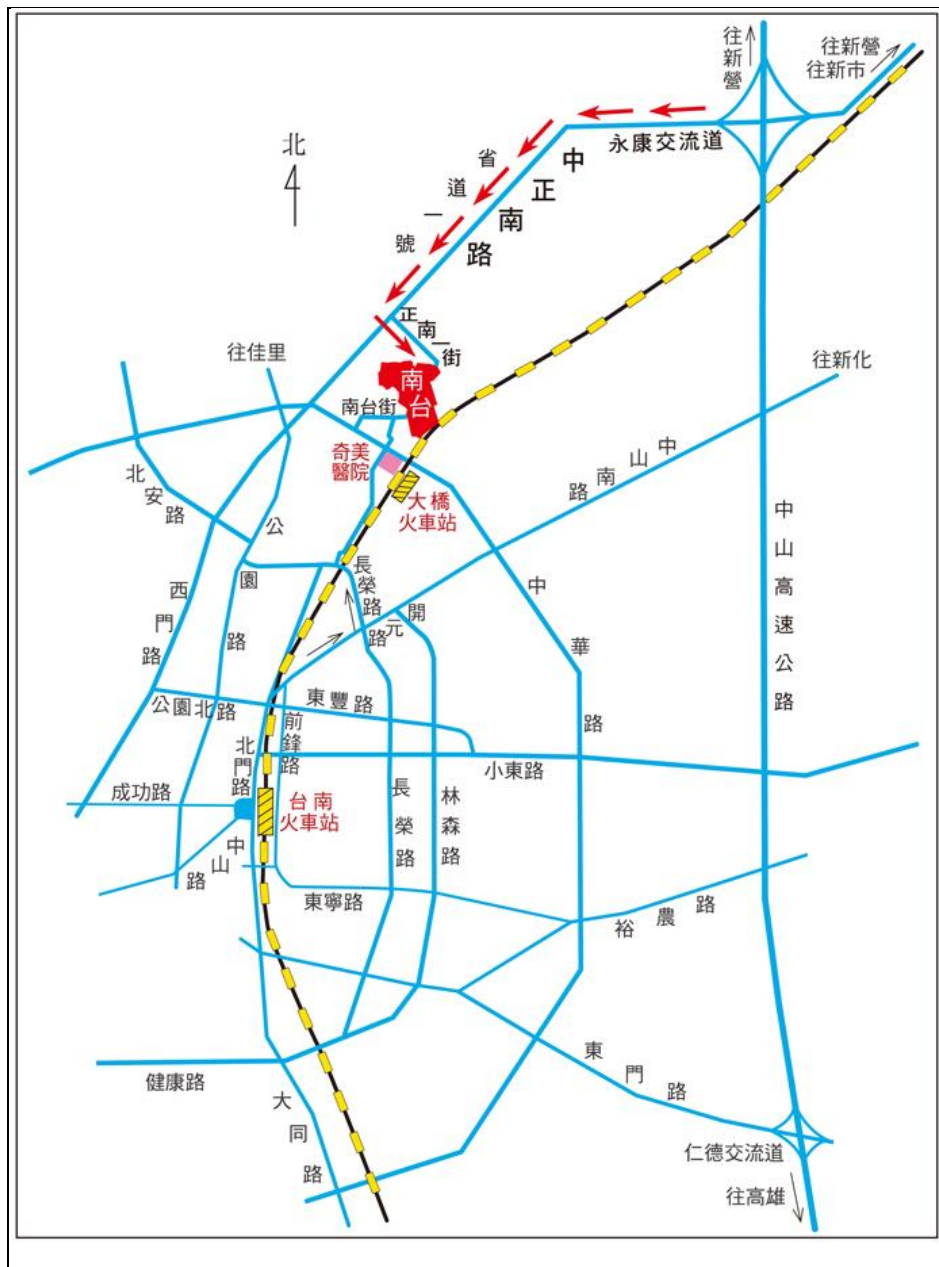 往新營
往新營
往新市
永康交流道
北
省道一號
中正南路
正南一街
往佳里
南台
南台街
往新化
奇美
醫院
大橋
火車站
中山南路
北安路
公園路
長榮路
開元路
中華路
中山高速公路
西門路
公園北路
東豐路
前鋒路
北門路
小東路
成功路
台南
火車站
長榮路
林森路
中山路
東寧路
裕農路
東門路
健康路
大同路
仁德交流道
往高雄